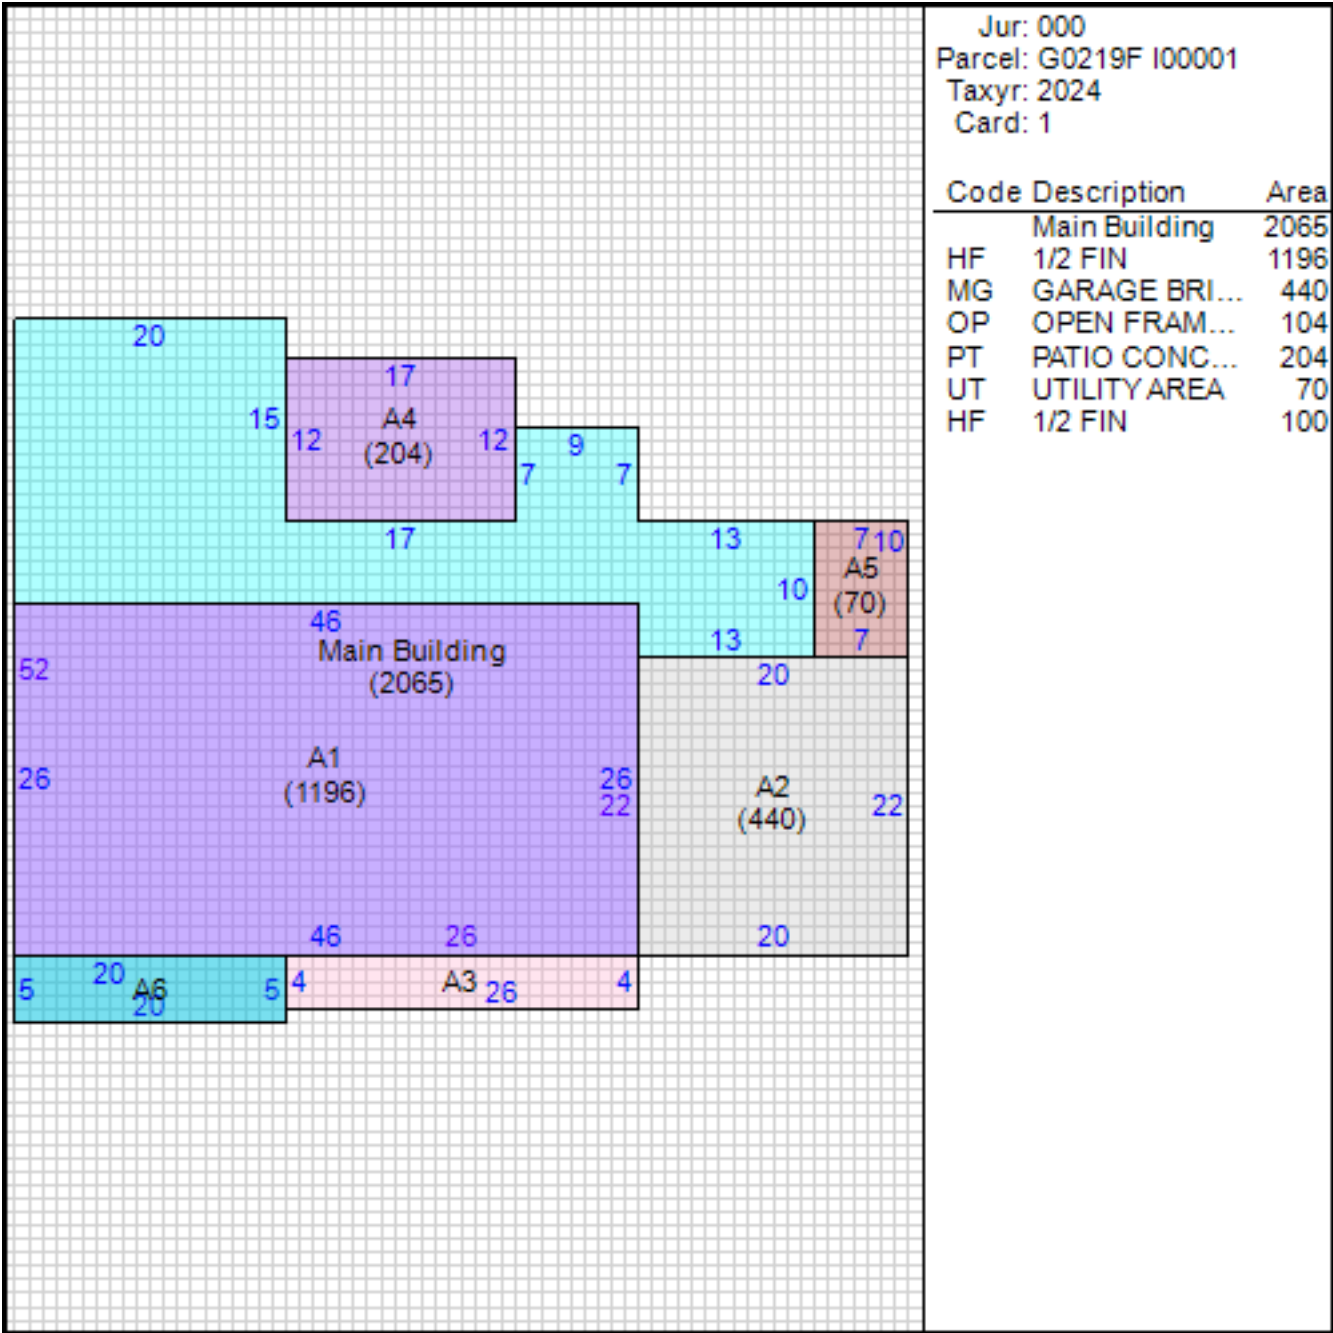 Jur: 000
Parcel: G0219F I00001
Taxyr: 2024
Card: 1
Code Description Area
Main Building 2065
HF 1/2 FIN 1196
MG GARAGE BRI... 440
OP OPEN FRAM... 104
PT PATIO CONC... 204
UT UTILITY AREA 70
HF 1/2 FIN 100
20
17
15
A4
12
12
(204)
9
7
7
17
13
7
10
A5
10
(70)
46
13
7
Main Building
52
20
(2065)
A1
26
26
A2
(1196)
22
(440)
22
46
26
20
20
A6
5
5
4
A3
26
4
20